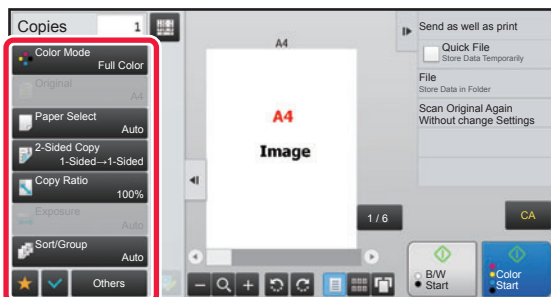 Copies 1
Color Mode
Full Color
Original
A4
Paper Select
Auto
2-Sided Copy
1-Sided→1-Sided
Copy Ratio
100%
Exposure
Auto
Sort/Group
Auto
Others
A4
A4
Image
1 / 6
Send as well as print
Quick File
Store Data Temporarily
File
Store Data in Folder
Scan Original Again
Without change Settings
CA
B/W
Start
Color
Start